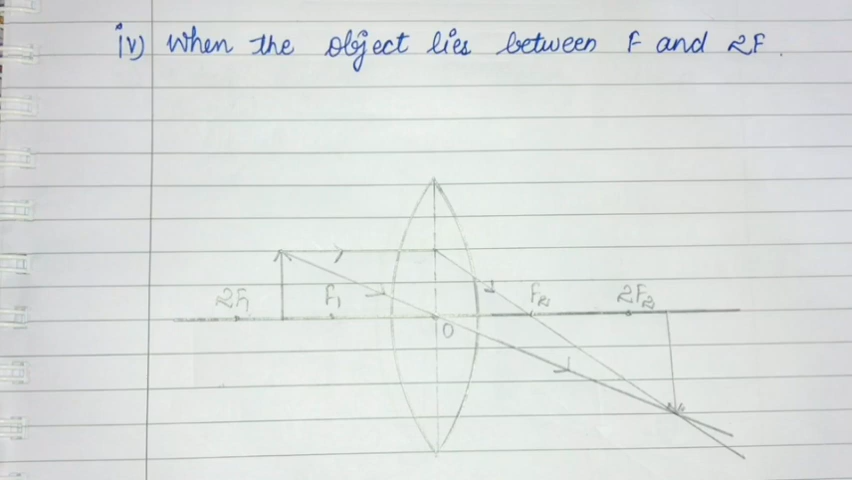 iv) When the object lies between F and 2F.
2F₁ F₁ F₂ 2F₂
O